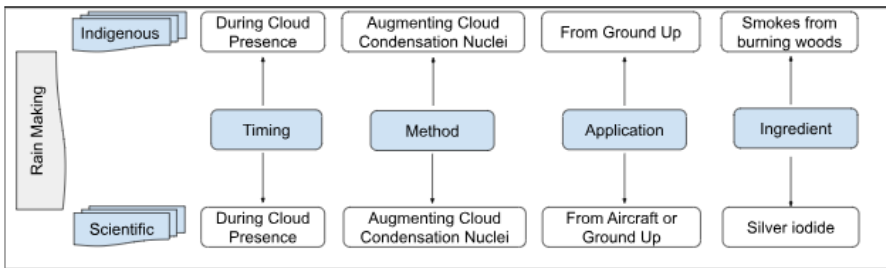 Rain Making
Indigenous
During Cloud
Presence
Augmenting Cloud
Condensation Nuclei
From Ground Up
Smokes from
burning woods
Timing
Method
Application
Ingredient
Scientific
During Cloud
Presence
Augmenting Cloud
Condensation Nuclei
From Aircraft or
Ground Up
Silver iodide